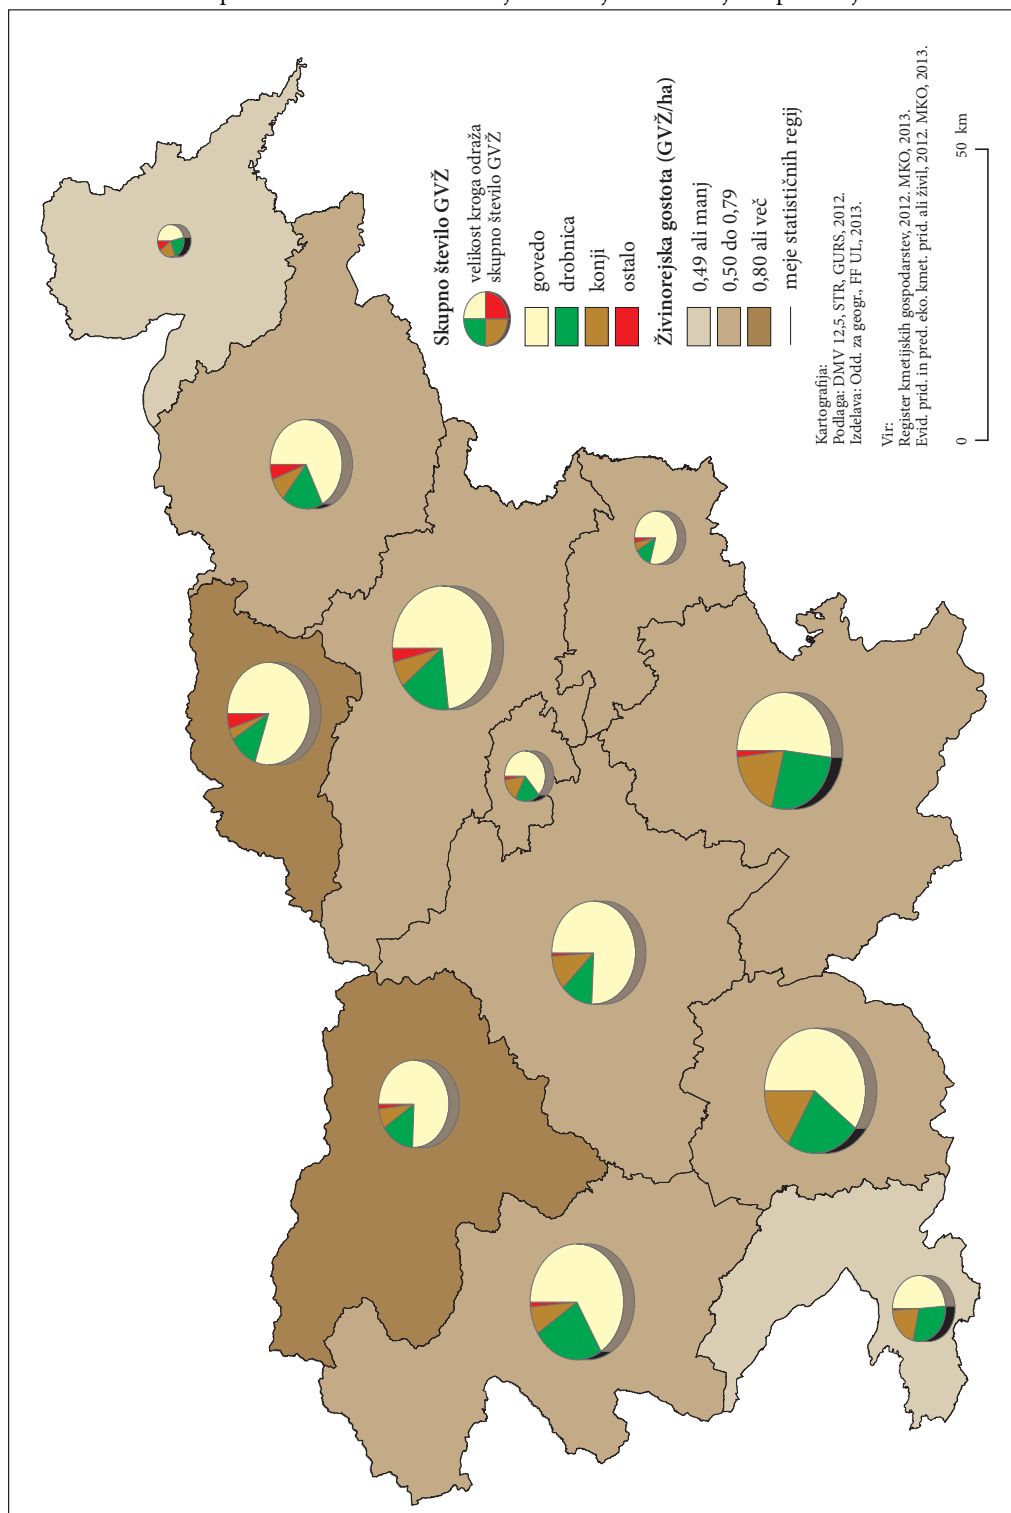 Skupno število GVŽ
velikost kroga odraža
skupno število GVŽ
govedo
drobnica
konji
ostalo
Živinorejska gostota (GVŽ/ha)
0,49 ali manj
0,50 do 0,79
0,80 ali več
meje statističnih regij
Kartografija:
Podlaga: DMV 12,5, STR, GURS, 2012.
Izdelava: Odd. za geogr., FF UL, 2013.
Vir:
Register kmetijskih gospodarstev, 2012. MKO, 2013.
Evid. prid. in pred. eko. kmet. prid. ali živil, 2012. MKO, 2013.
0 50 km